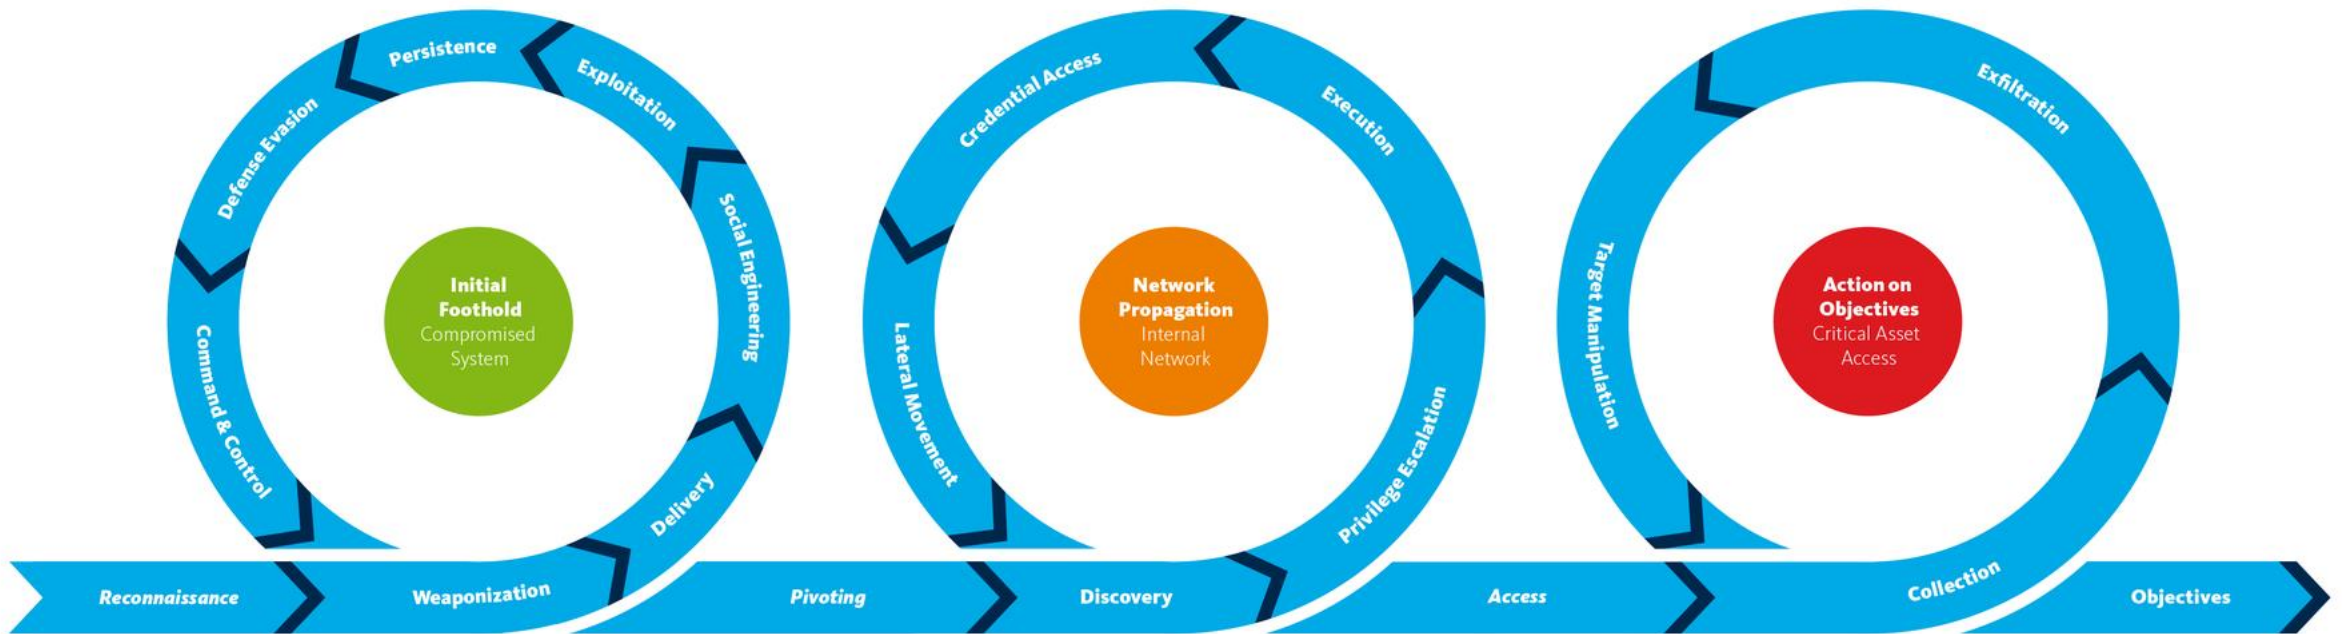 Reconnaissance
Weaponization
Delivery
Social Engineering
Exploitation
Persistence
Defense Evasion
Command & Control
Initial
Foothold
Compromised
System
Pivoting
Discovery
Privilege Escalation
Execution
Credential Access
Lateral Movement
Network
Propagation
Internal
Network
Access
Collection
Exfiltration
Target Manipulation
Action on
Objectives
Critical Asset
Access
Objectives